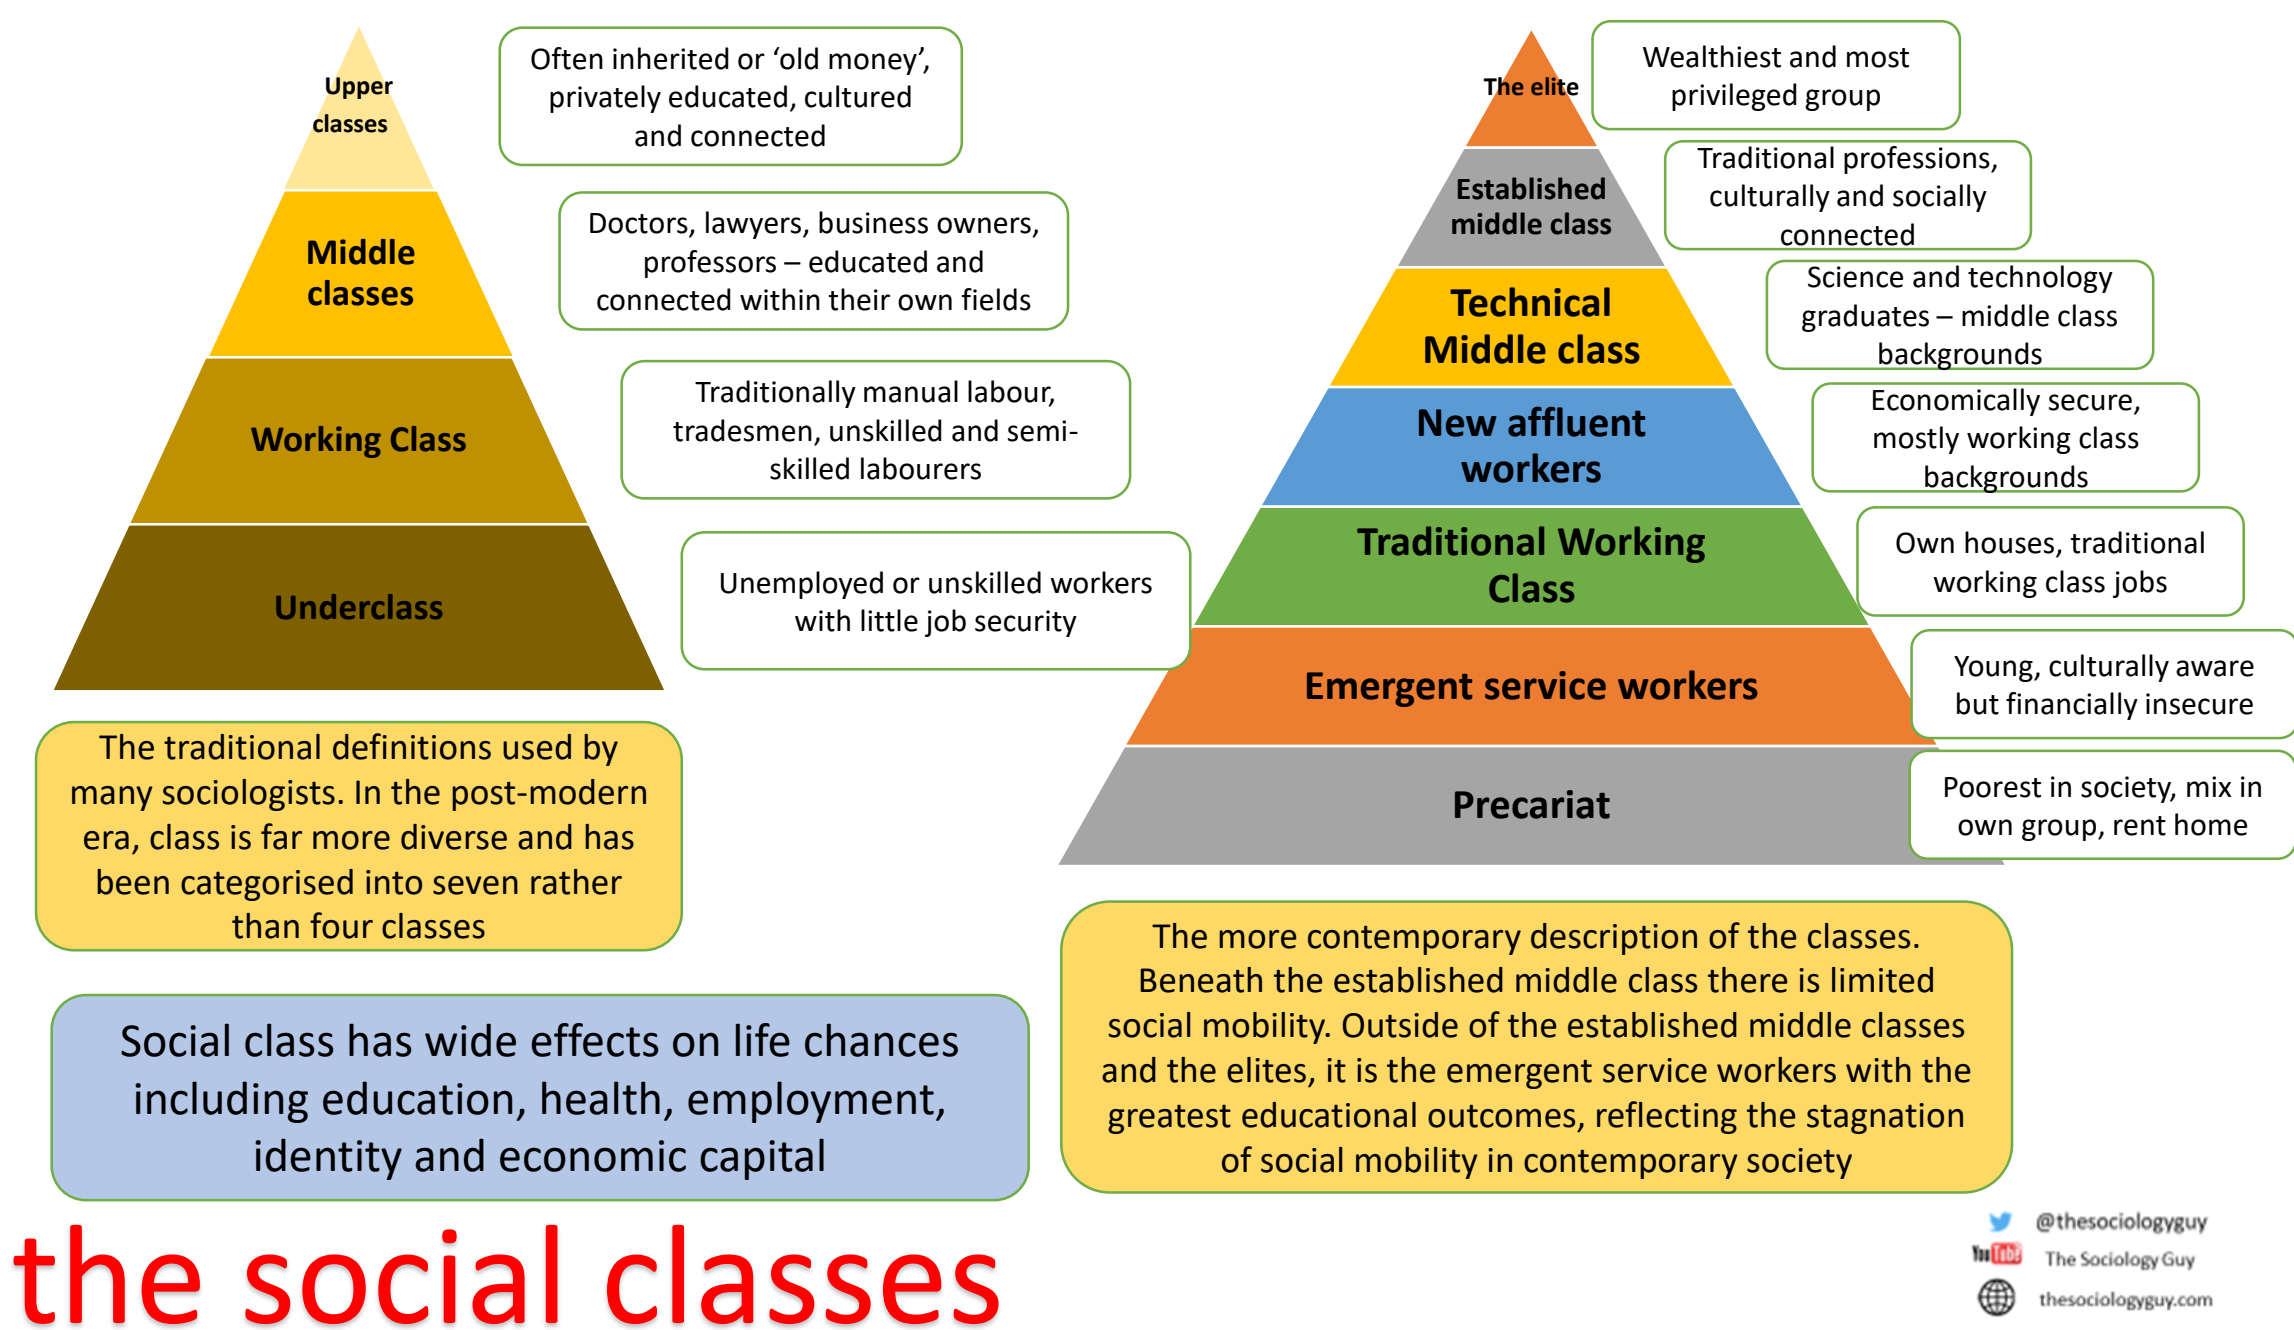 Upper
classes
Often inherited or ‘old money’,
privately educated, cultured
and connected
Middle
classes
Doctors, lawyers, business owners,
professors – educated and
connected within their own fields
Working Class
Traditionally manual labour,
tradesmen, unskilled and semi-
skilled labourers
Underclass
Unemployed or unskilled workers
with little job security
The traditional definitions used by
many sociologists. In the post-modern
era, class is far more diverse and has
been categorised into seven rather
than four classes
The elite
Wealthiest and most
privileged group
Established
middle class
Traditional professions,
culturally and socially
connected
Technical
Middle class
Science and technology
graduates – middle class
backgrounds
New affluent
workers
Economically secure,
mostly working class
backgrounds
Traditional Working
Class
Own houses, traditional
working class jobs
Emergent service workers
Young, culturally aware
but financially insecure
Precariat
Poorest in society, mix in
own group, rent home
The more contemporary description of the classes.
Beneath the established middle class there is limited
social mobility. Outside of the established middle classes
and the elites, it is the emergent service workers with the
greatest educational outcomes, reflecting the stagnation
of social mobility in contemporary society
Social class has wide effects on life chances
including education, health, employment,
identity and economic capital
the social classes
@thesociologyguy
YouTube The Sociology Guy
thesociologyguy.com